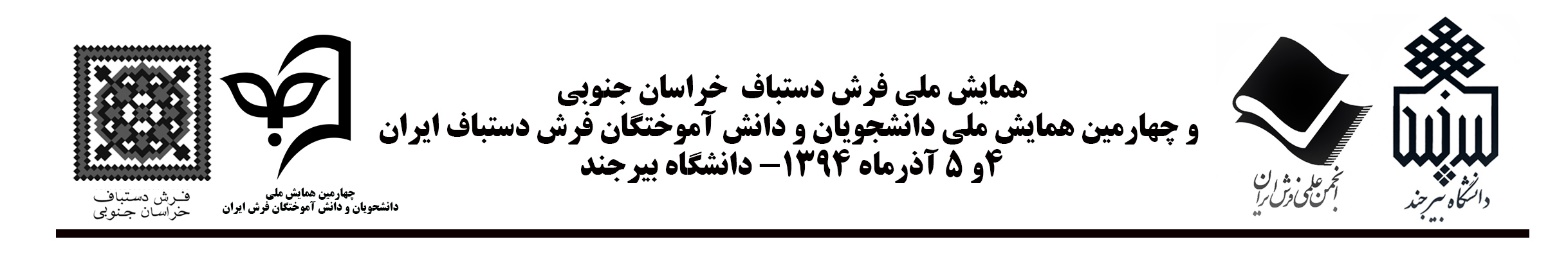 همایش ملی فرش دستباف خراسان جنوبی
و چهارمین همایش ملی دانشجویان و دانش آموختگان فرش دستباف ایران
۴و ۵ آذرماه ۱۳۹۴– دانشگاه بیرجند
دانشگاه بیرجند
انجمن علمی فرش ایران
چهارمین همایش ملی
دانشجویان و دانش آموختگان فرش ایران
فرش دستباف
خراسان جنوبی